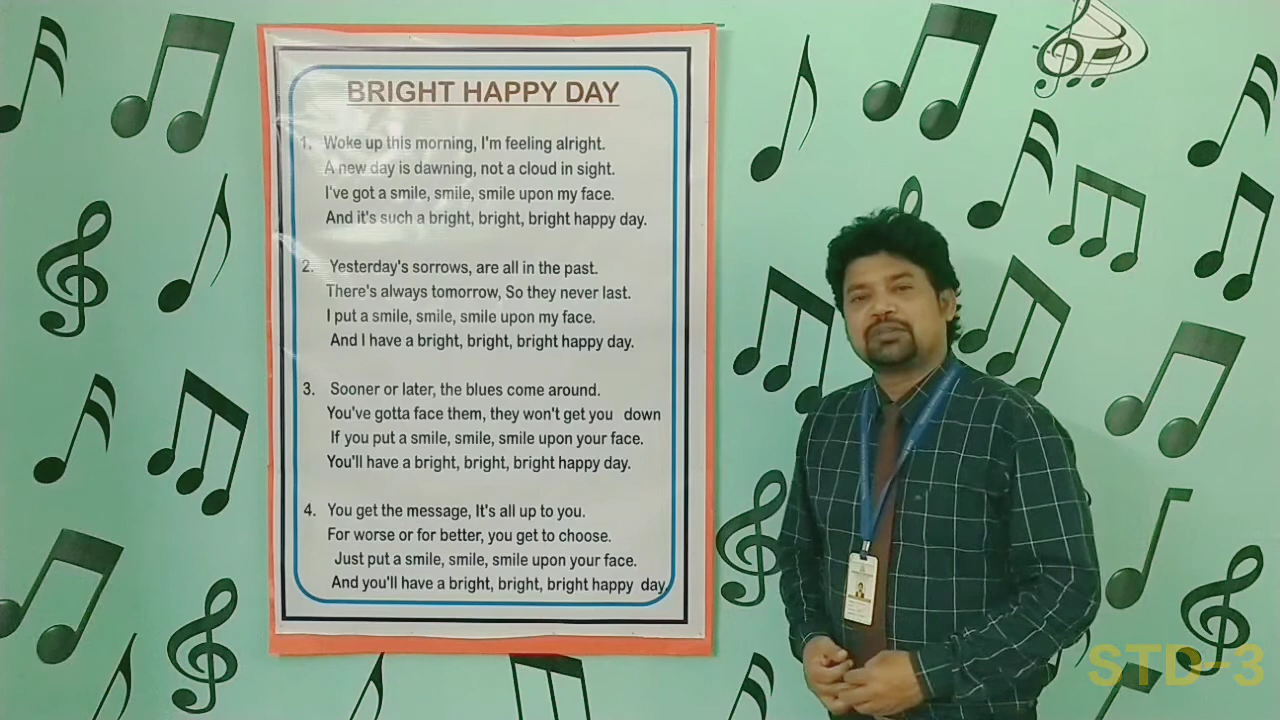 BRIGHT HAPPY DAY
1. Woke up this morning, I'm feeling alright.
A new day is dawning, not a cloud in sight.
I've got a smile, smile, smile upon my face.
And it's such a bright, bright, bright happy day.
2. Yesterday's sorrows, are all in the past.
There's always tomorrow, So they never last.
I put a smile, smile, smile upon my face.
And I have a bright, bright, bright happy day.
3. Sooner or later, the blues come around.
You've gotta face them, they won't get you down
If you put a smile, smile, smile upon your face.
You'll have a bright, bright, bright happy day.
4. You get the message, It's all up to you.
For worse or for better, you get to choose.
Just put a smile, smile, smile upon your face.
And you'll have a bright, bright, bright happy day.
STD-3